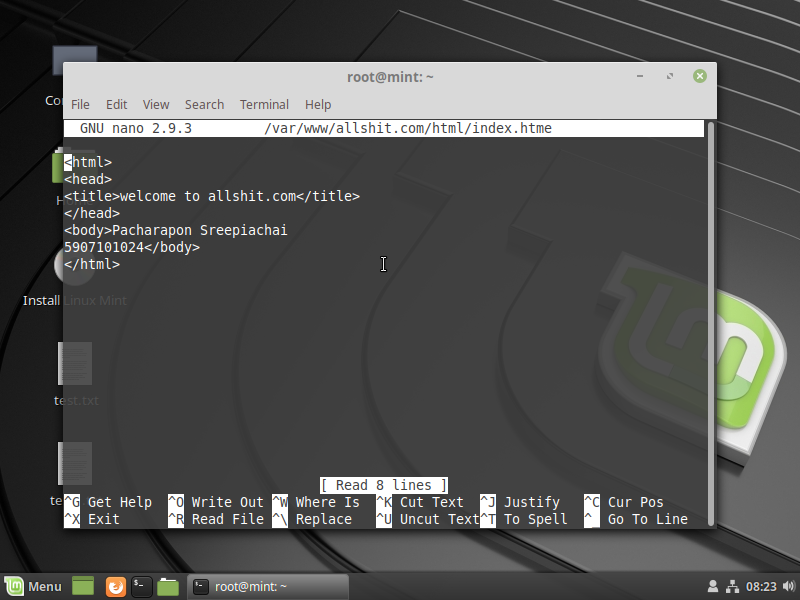 root@mint: ~
File Edit View Search Terminal Help
GNU nano 2.9.3 /var/www/allshit.com/html/index.htme
<html>
<head>
<title>welcome to allshit.com</title>
</head>
<body>Pacharapon Sreepiachai
5907101024</body>
</html>
Install Linux Mint
test.txt
[ Read 8 lines ]
^G Get Help ^O Write Out ^W Where Is ^K Cut Text ^J Justify ^C Cur Pos
^X Exit ^R Read File ^\ Replace ^U Uncut Text ^T To Spell ^_ Go To Line
Menu root@mint: ~ 08:23